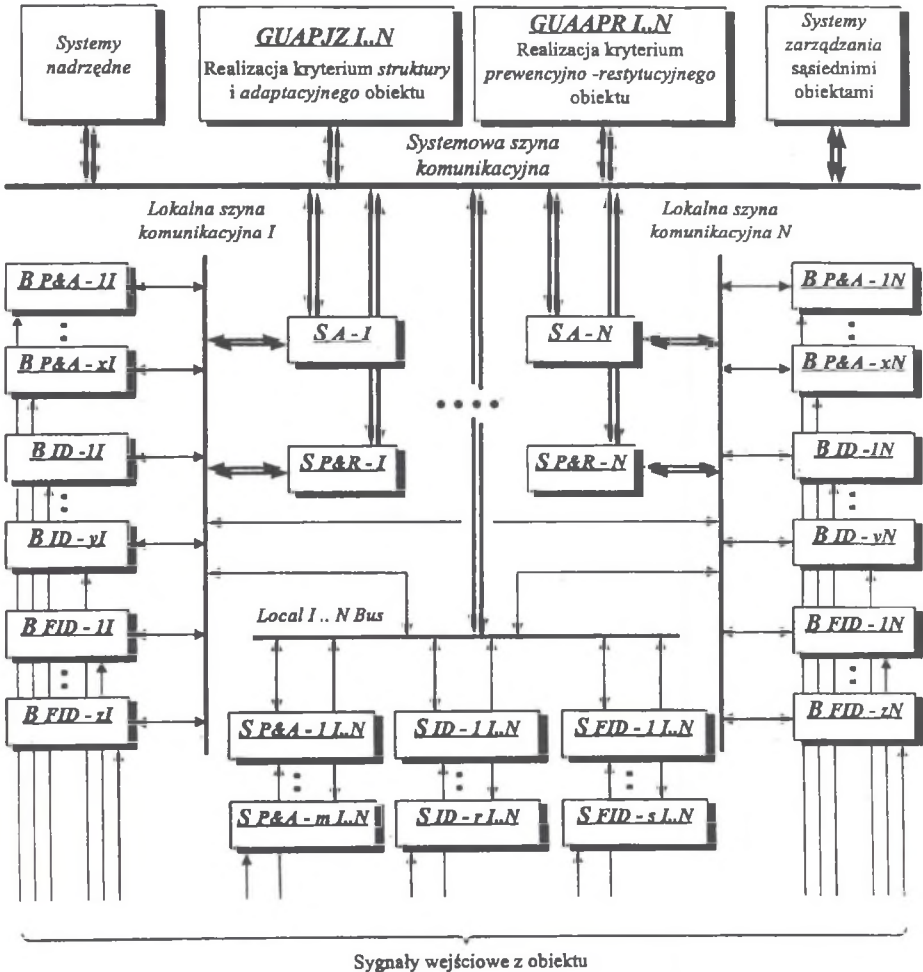 Systemy
nadrzędne
GUAPJZ I..N
Realizacja kryterium struktury
i adaptacyjnego obiektu
GUAAPR I..N
Realizacja kryterium
prewencyjno -restytucyjnego
obiektu
Systemy
zarządzania
sąsiednimi
obiektami
Systemowa szyna
komunikacyjna
Lokalna szyna
komunikacyjna I
Lokalna szyna
komunikacyjna N
B P&A - 1I
B P&A - xI
B ID -1I
B ID - yI
B FID - 1I
B FID - zI
S A - I
S P&R - I
S A - N
S P&R - N
B P&A - 1N
B P&A - xN
B ID - 1N
B ID - yN
B FID - 1N
B FID - zN
Local I .. N Bus
S P&A - 1 I..N
S ID - 1 I..N
S FID - 1 I..N
S P&A - m I..N
S ID - r I..N
S FID - s I..N
Sygnały wejściowe z obiektu